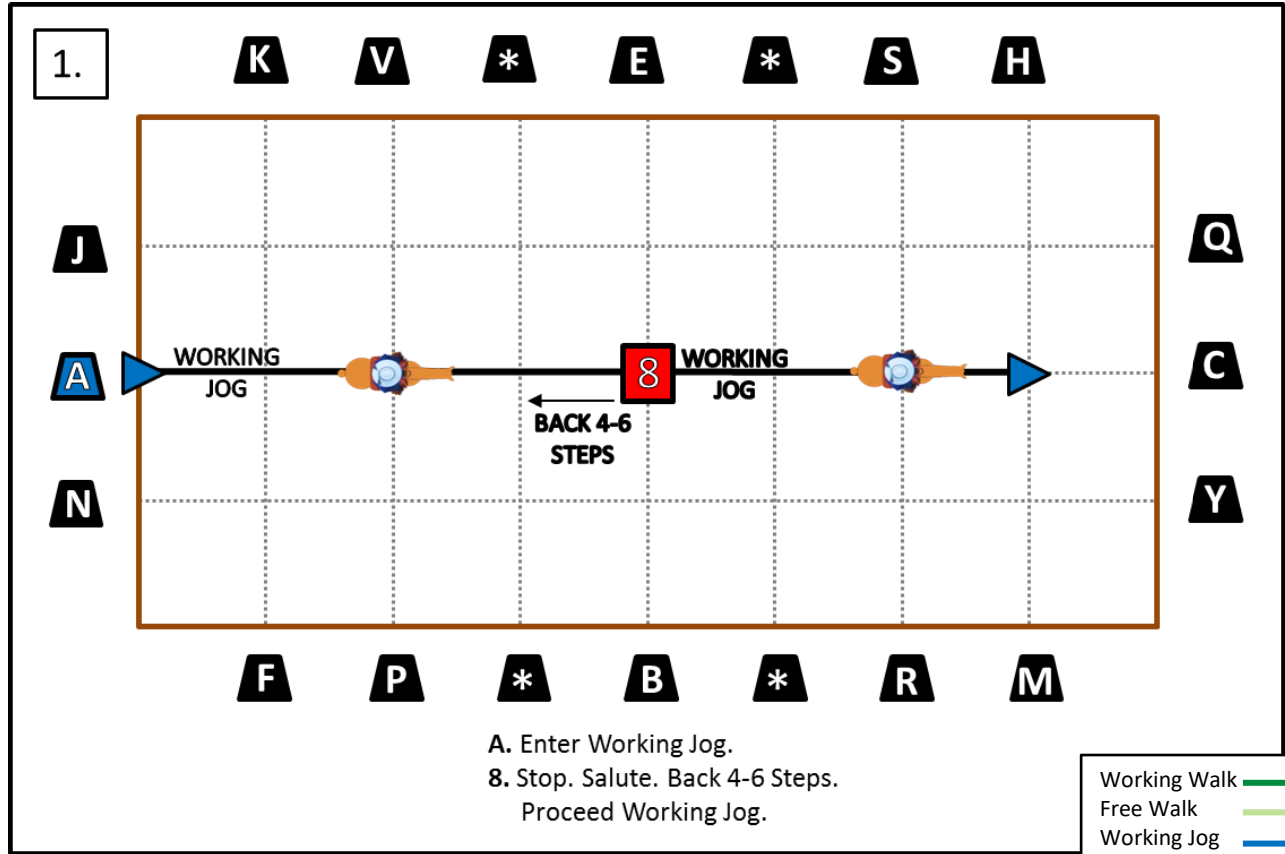 1.
K V * E * S H
J
Q
A
WORKING
JOG
8
WORKING
JOG
C
BACK 4-6
STEPS
N
Y
F P * B * R M
A. Enter Working Jog.
8. Stop. Salute. Back 4-6 Steps.
Proceed Working Jog.
Working Walk
Free Walk
Working Jog